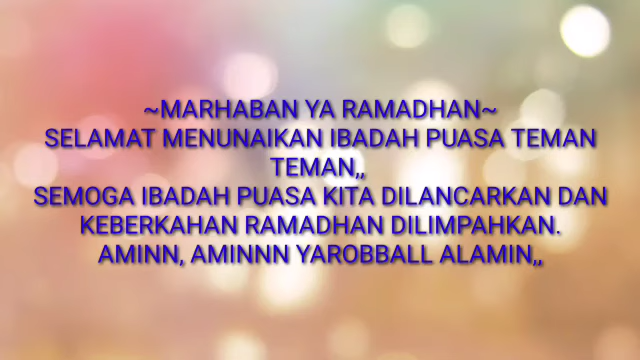 ~MARHABAN YA RAMADHAN~
SELAMAT MENUNAIKAN IBADAH PUASA TEMAN
TEMAN,,
SEMOGA IBADAH PUASA KITA DILANCARKAN DAN
KEBERKAHAN RAMADHAN DILIMPAHKAN.
AMINN, AMINNN YAROBBALL ALAMIN,,